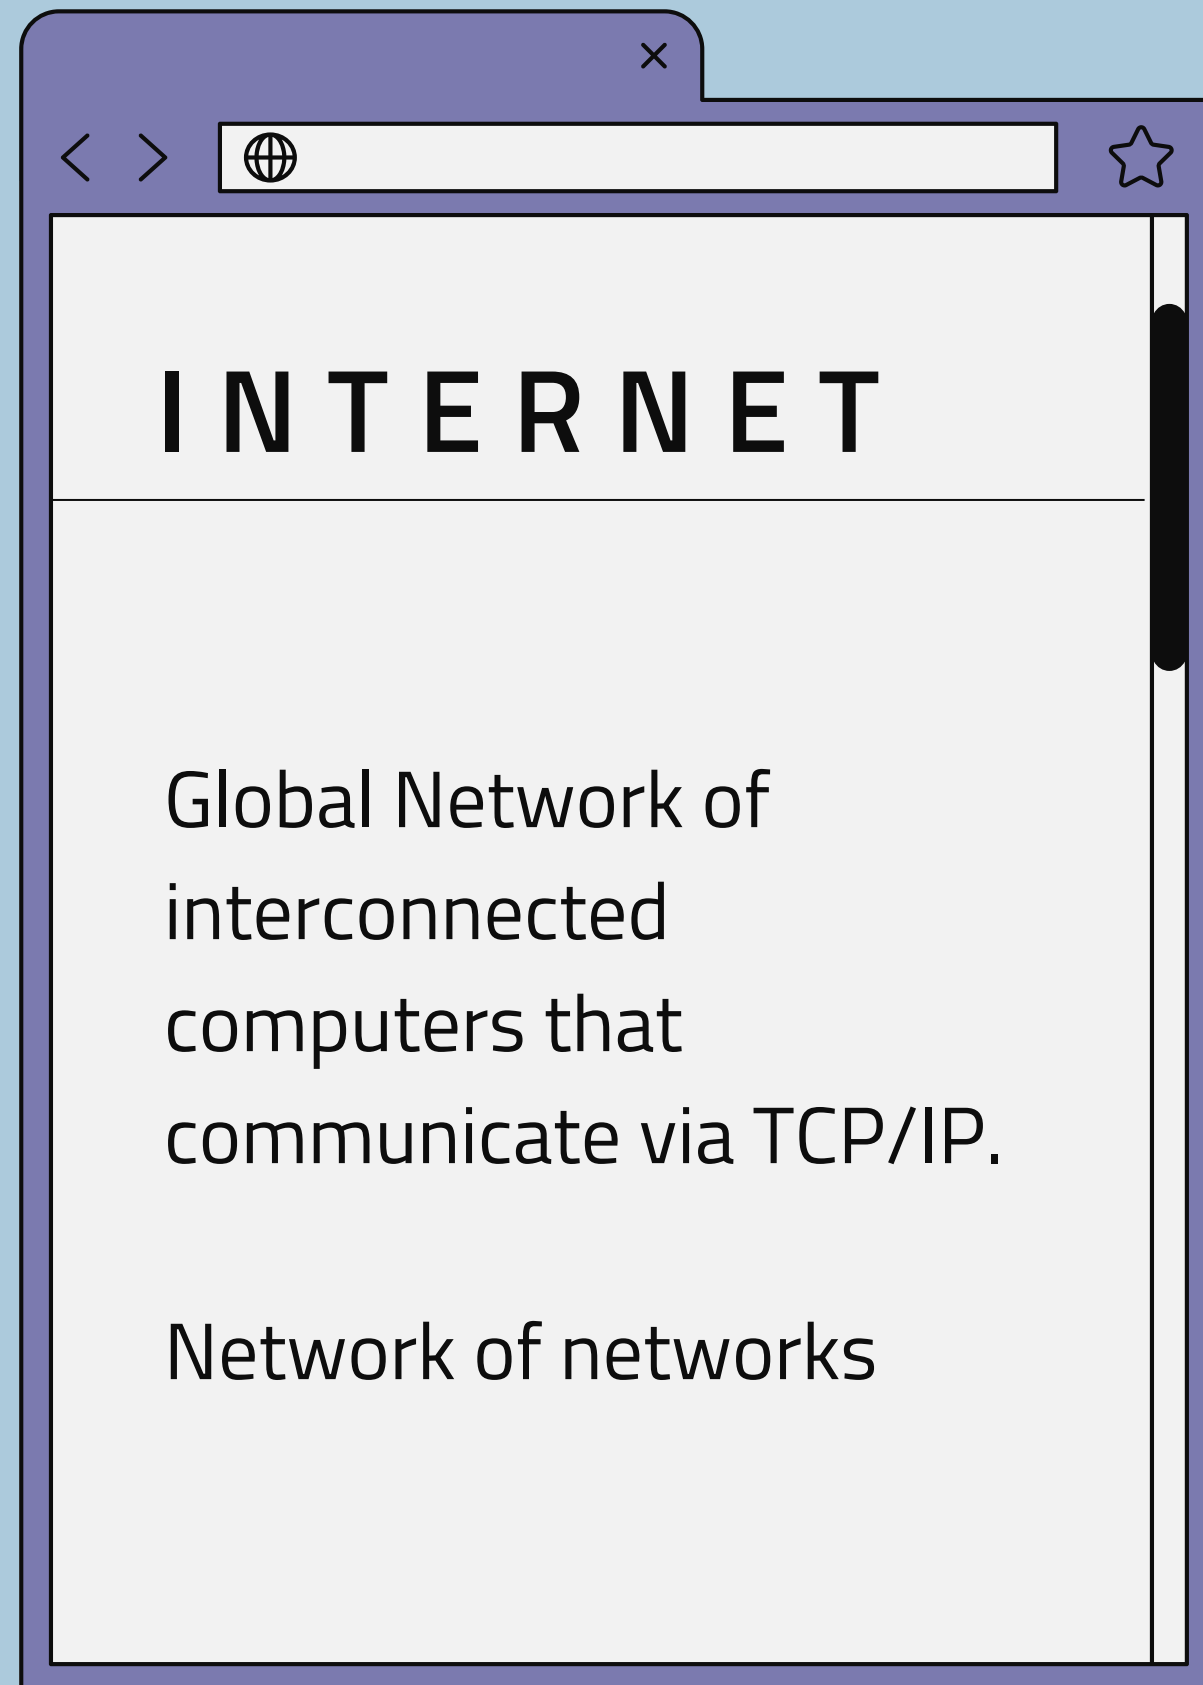 INTERNET
Global Network of
interconnected
computers that
communicate via TCP/IP.
Network of networks